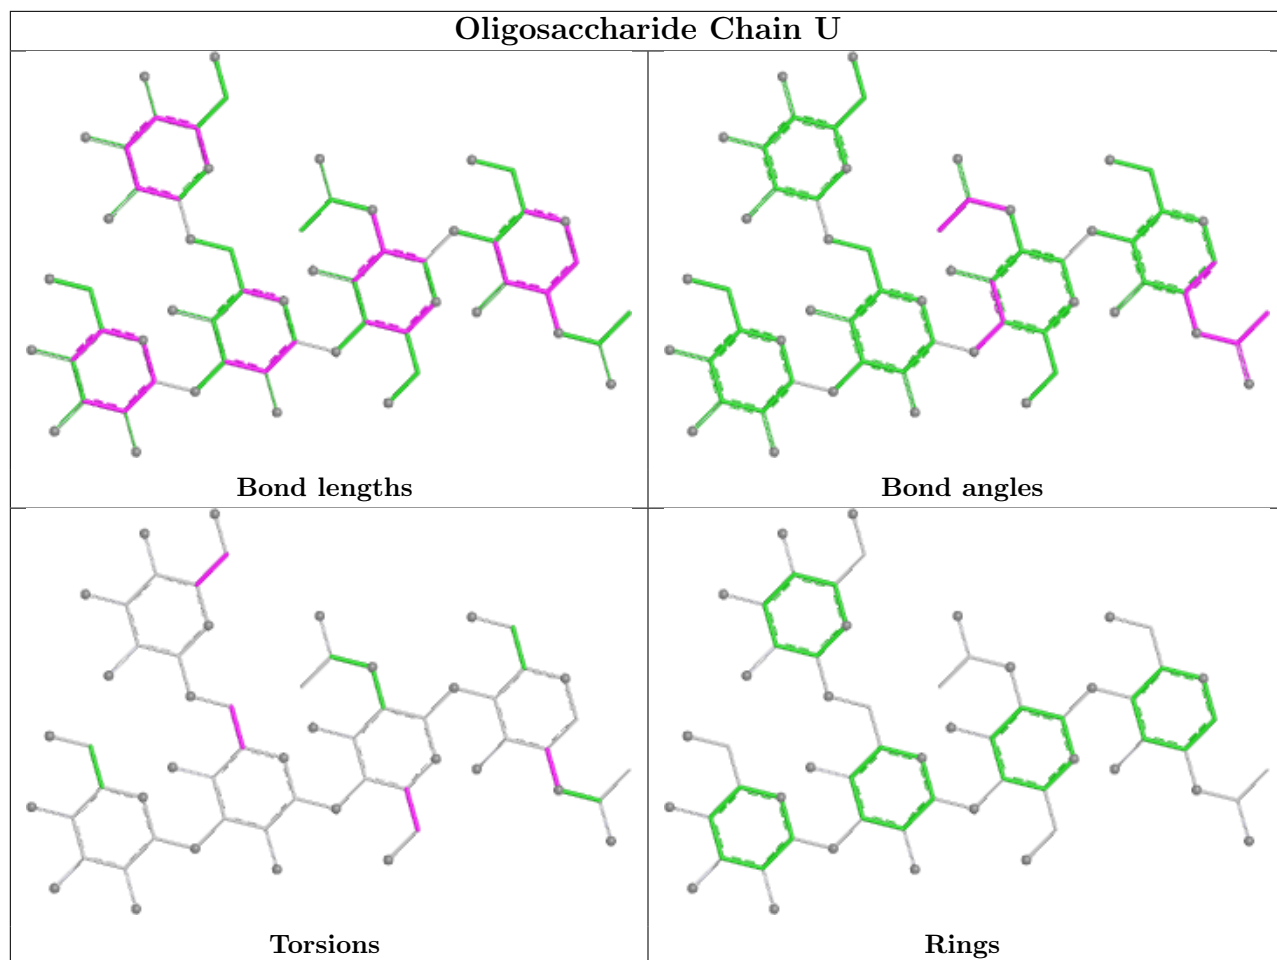 Oligosaccharide Chain U
Bond lengths
Bond angles
Torsions
Rings